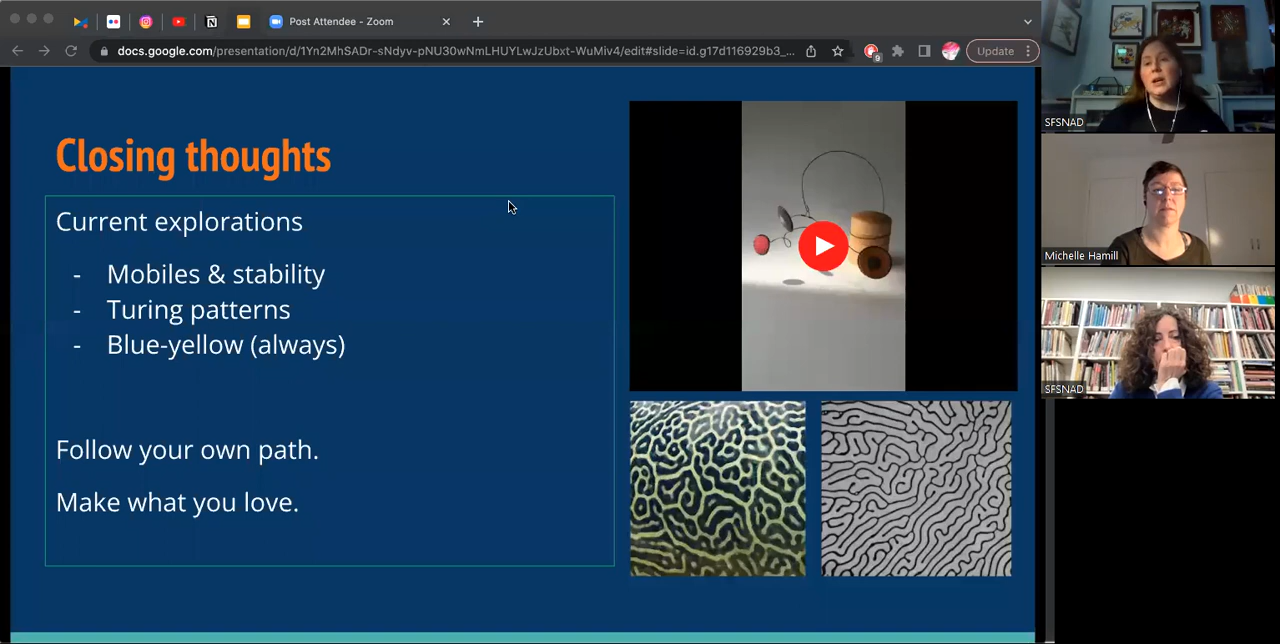 Post Attendee - Zoom
docs.google.com/presentation/d/1Yn2MhSADr-sNdyv-pNU30wNmLHUYLwJzUbxt-WuMiv4/edit#slide=id.g17d116929b3_...
9
Update
Closing thoughts
Current explorations
- Mobiles & stability
- Turing patterns
- Blue-yellow (always)
Follow your own path.
Make what you love.
SFSNAD
Michelle Hamill
SFSNAD